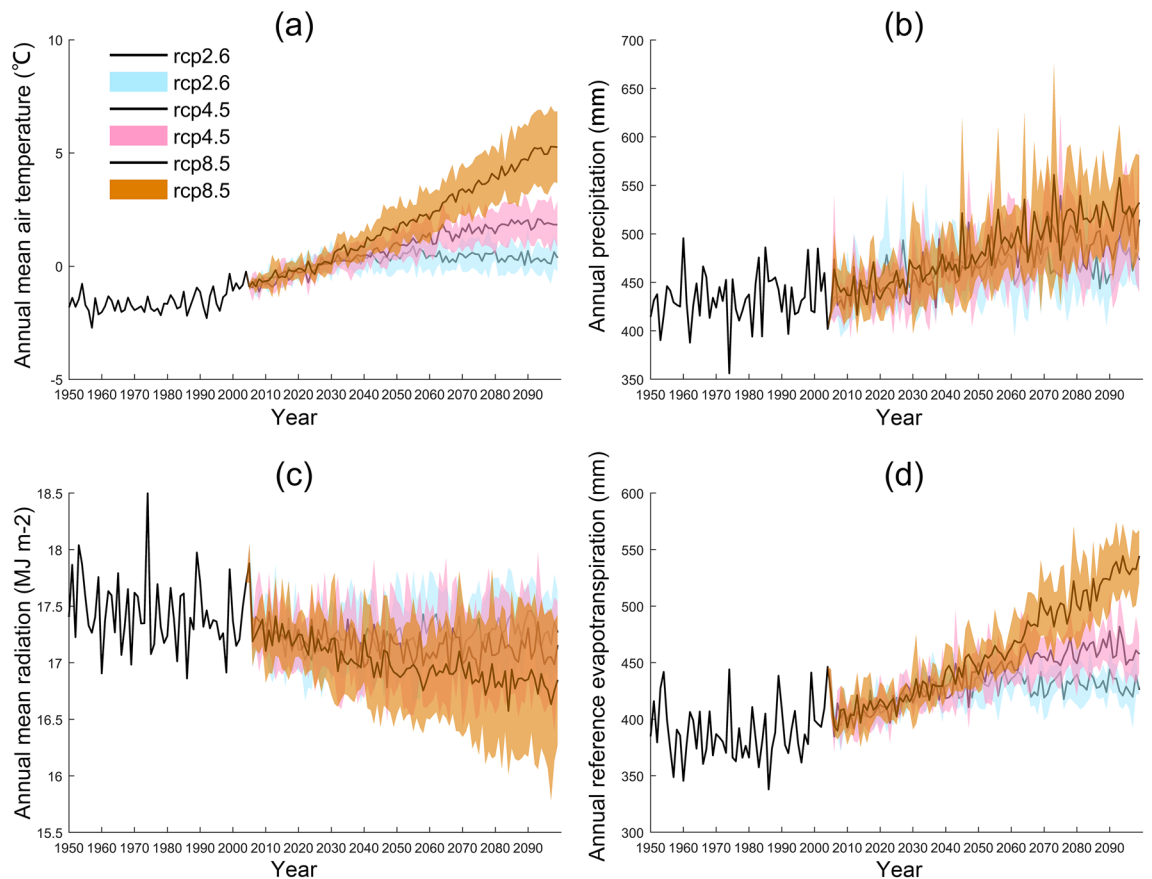 (a)
Annual mean air temperature (℃)
10
5
0
-5
rcp2.6
rcp2.6
rcp4.5
rcp4.5
rcp8.5
rcp8.5
1950 1960 1970 1980 1990 2000 2010 2020 2030 2040 2050 2060 2070 2080 2090
Year
(b)
Annual precipitation (mm)
700
650
600
550
500
450
400
350
1950 1960 1970 1980 1990 2000 2010 2020 2030 2040 2050 2060 2070 2080 2090
Year
(c)
Annual mean radiation (MJ m-2)
18.5
18
17.5
17
16.5
16
15.5
1950 1960 1970 1980 1990 2000 2010 2020 2030 2040 2050 2060 2070 2080 2090
Year
(d)
Annual reference evapotranspiration (mm)
600
550
500
450
400
350
300
1950 1960 1970 1980 1990 2000 2010 2020 2030 2040 2050 2060 2070 2080 2090
Year